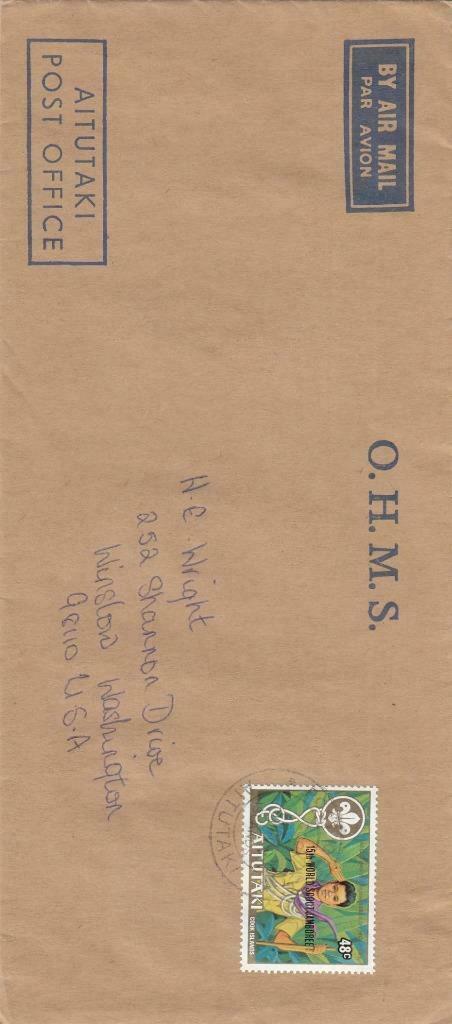 BY AIR MAIL
PAR AVION
O. H. M. S.
48c
15th WORLD SCOUT JAMBOREE
AITUTAKI
COOK ISLANDS
AITUTAKI
H.E. Wright
252 Shannon Drive
Winslow Washington
98110 U.S.A
AITUTAKI
POST OFFICE